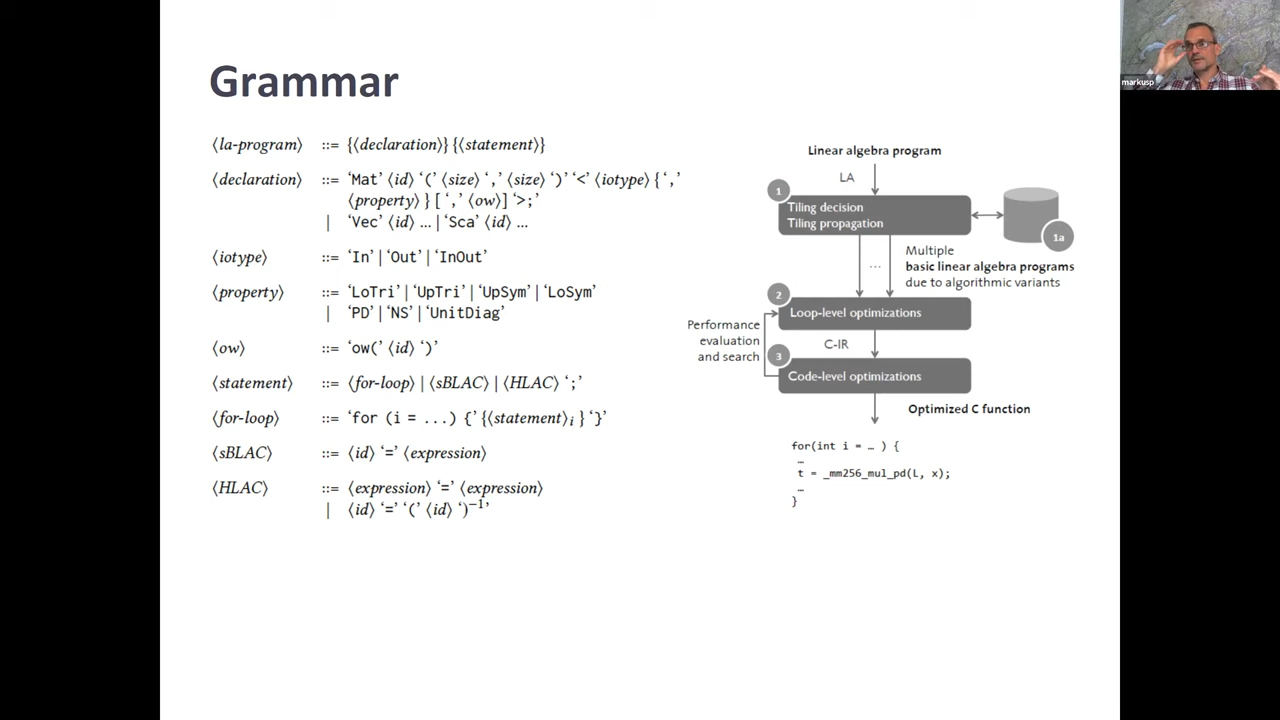 Grammar
⟨la-program⟩ ::= {⟨declaration⟩} {⟨statement⟩}
⟨declaration⟩ ::= ‘Mat’ ⟨id⟩ ‘(’ ⟨size⟩ ‘,’ ⟨size⟩ ‘)’ ‘<’ ⟨iotype⟩ { ‘,’
⟨property⟩ } [ ‘,’ ⟨ow⟩] ‘>;’
| ‘Vec’ ⟨id⟩ … | ‘Sca’ ⟨id⟩ …
⟨iotype⟩ ::= ‘In’ | ‘Out’ | ‘InOut’
⟨property⟩ ::= ‘LoTri’ | ‘UpTri’ | ‘UpSym’ | ‘LoSym’
| ‘PD’ | ‘NS’ | ‘UnitDiag’
⟨ow⟩ ::= ‘ow(’ ⟨id⟩ ‘)’
⟨statement⟩ ::= ⟨for-loop⟩ | ⟨sBLAC⟩ | ⟨HLAC⟩ ‘;’
⟨for-loop⟩ ::= ‘for (i = ...) {’ {⟨statement⟩ᵢ } ‘}’
⟨sBLAC⟩ ::= ⟨id⟩ ‘=’ ⟨expression⟩
⟨HLAC⟩ ::= ⟨expression⟩ ‘=’ ⟨expression⟩
| ⟨id⟩ ‘=’ ‘(’ ⟨id⟩ ‘)⁻¹’
Linear algebra program
LA
1
Tiling decision
Tiling propagation
1a
…
Multiple
basic linear algebra programs
due to algorithmic variants
2
Loop-level optimizations
Performance
evaluation
and search
C-IR
3
Code-level optimizations
Optimized C function
for(int i = … ) {
…
t = _mm256_mul_pd(L, x);
…
}
markusp